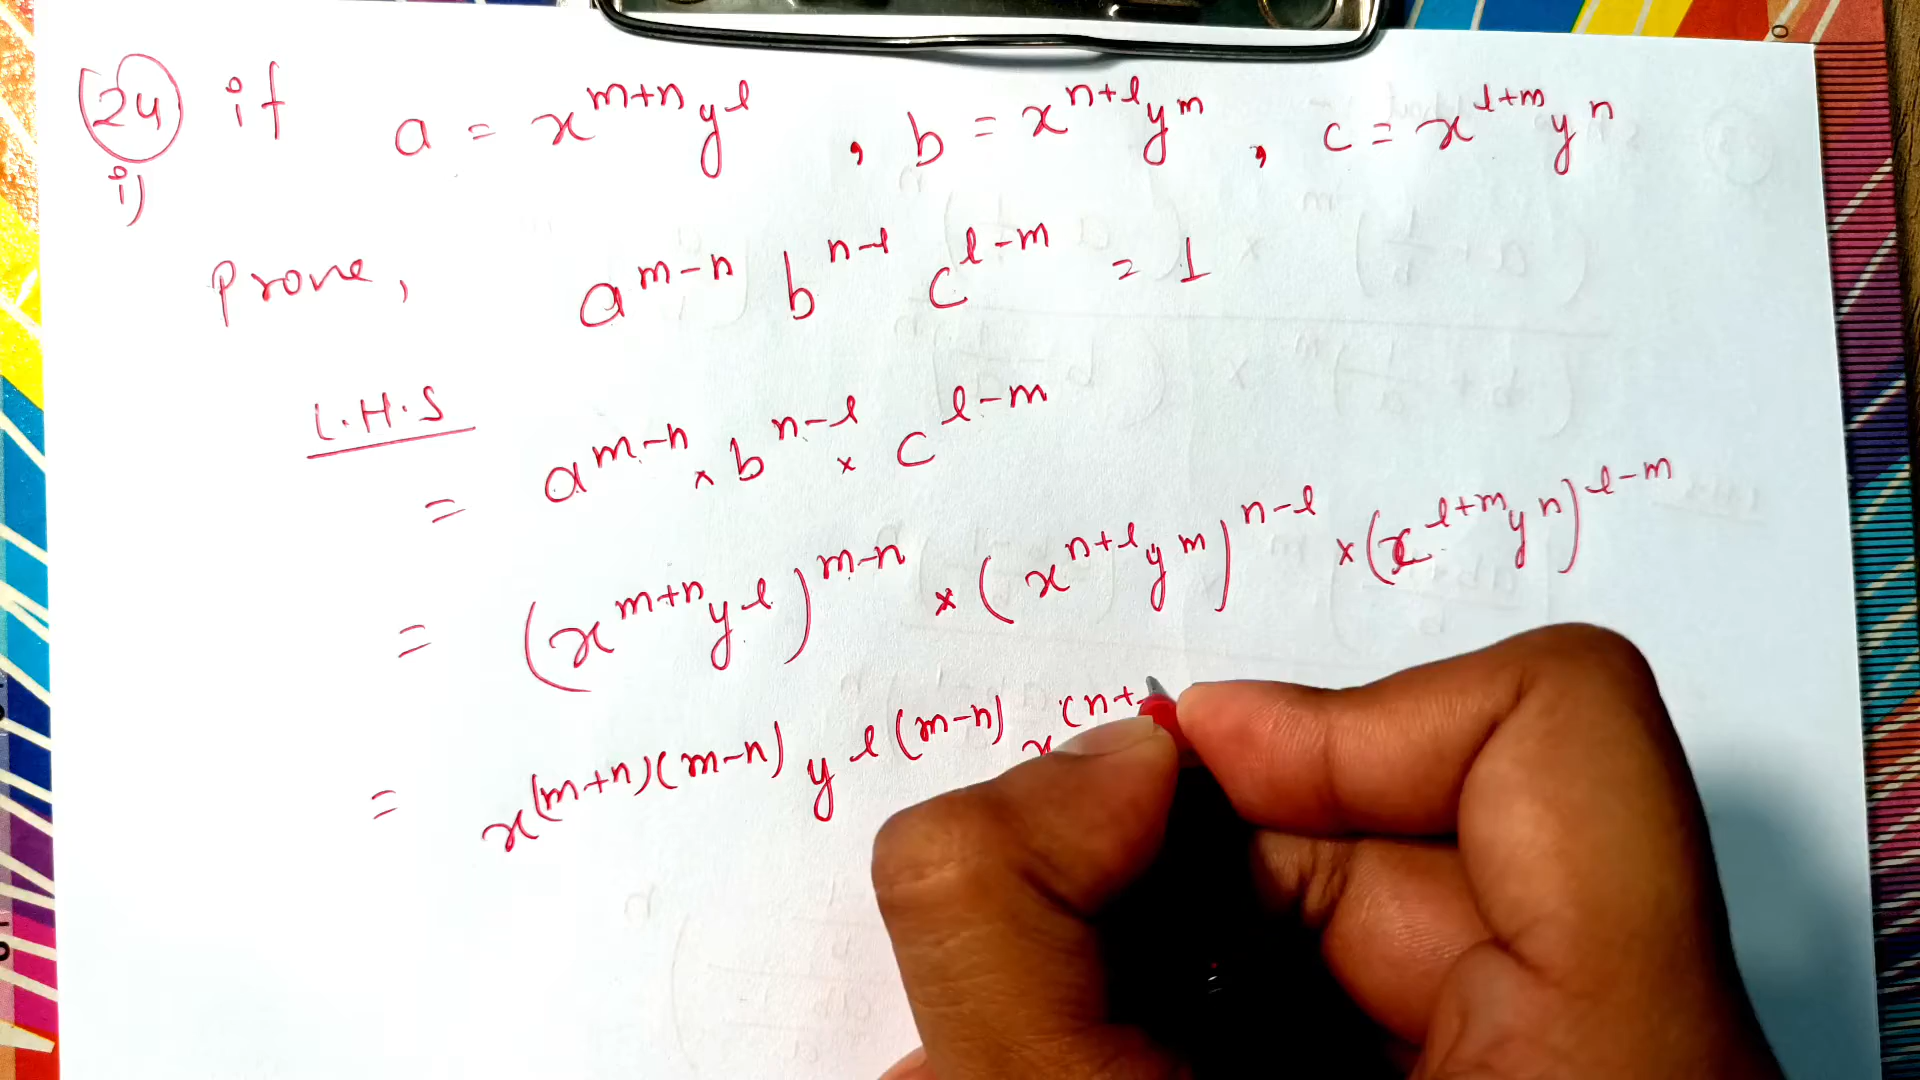 24 if a = x^{m+n} y^l , b = x^{n+l} y^m , c = x^{l+m} y^n
i)
Prove, a^{m-n} b^{n-l} c^{l-m} = 1
L.H.S
= a^{m-n} × b^{n-l} × c^{l-m}
= (x^{m+n} y^l)^{m-n} × (x^{n+l} y^m)^{n-l} × (x^{l+m} y^n)^{l-m}
= x^{(m+n)(m-n)} y^{l(m-n)} x^{(n+